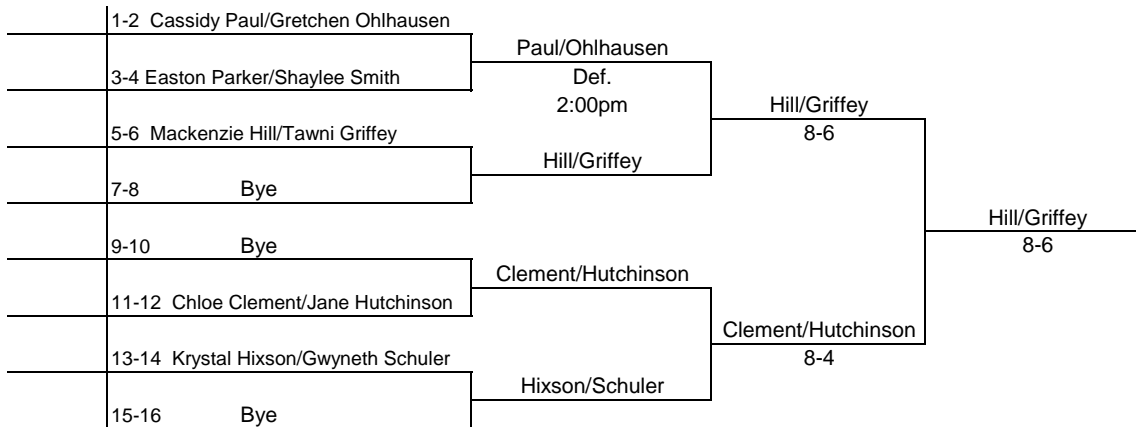 1-2 Cassidy Paul/Gretchen Ohlhausen
Paul/Ohlhausen
3-4 Easton Parker/Shaylee Smith
Def.
2:00pm
Hill/Griffey
8-6
5-6 Mackenzie Hill/Tawni Griffey
Hill/Griffey
7-8 Bye
Hill/Griffey
8-6
9-10 Bye
Clement/Hutchinson
11-12 Chloe Clement/Jane Hutchinson
Clement/Hutchinson
8-4
13-14 Krystal Hixson/Gwyneth Schuler
Hixson/Schuler
15-16 Bye